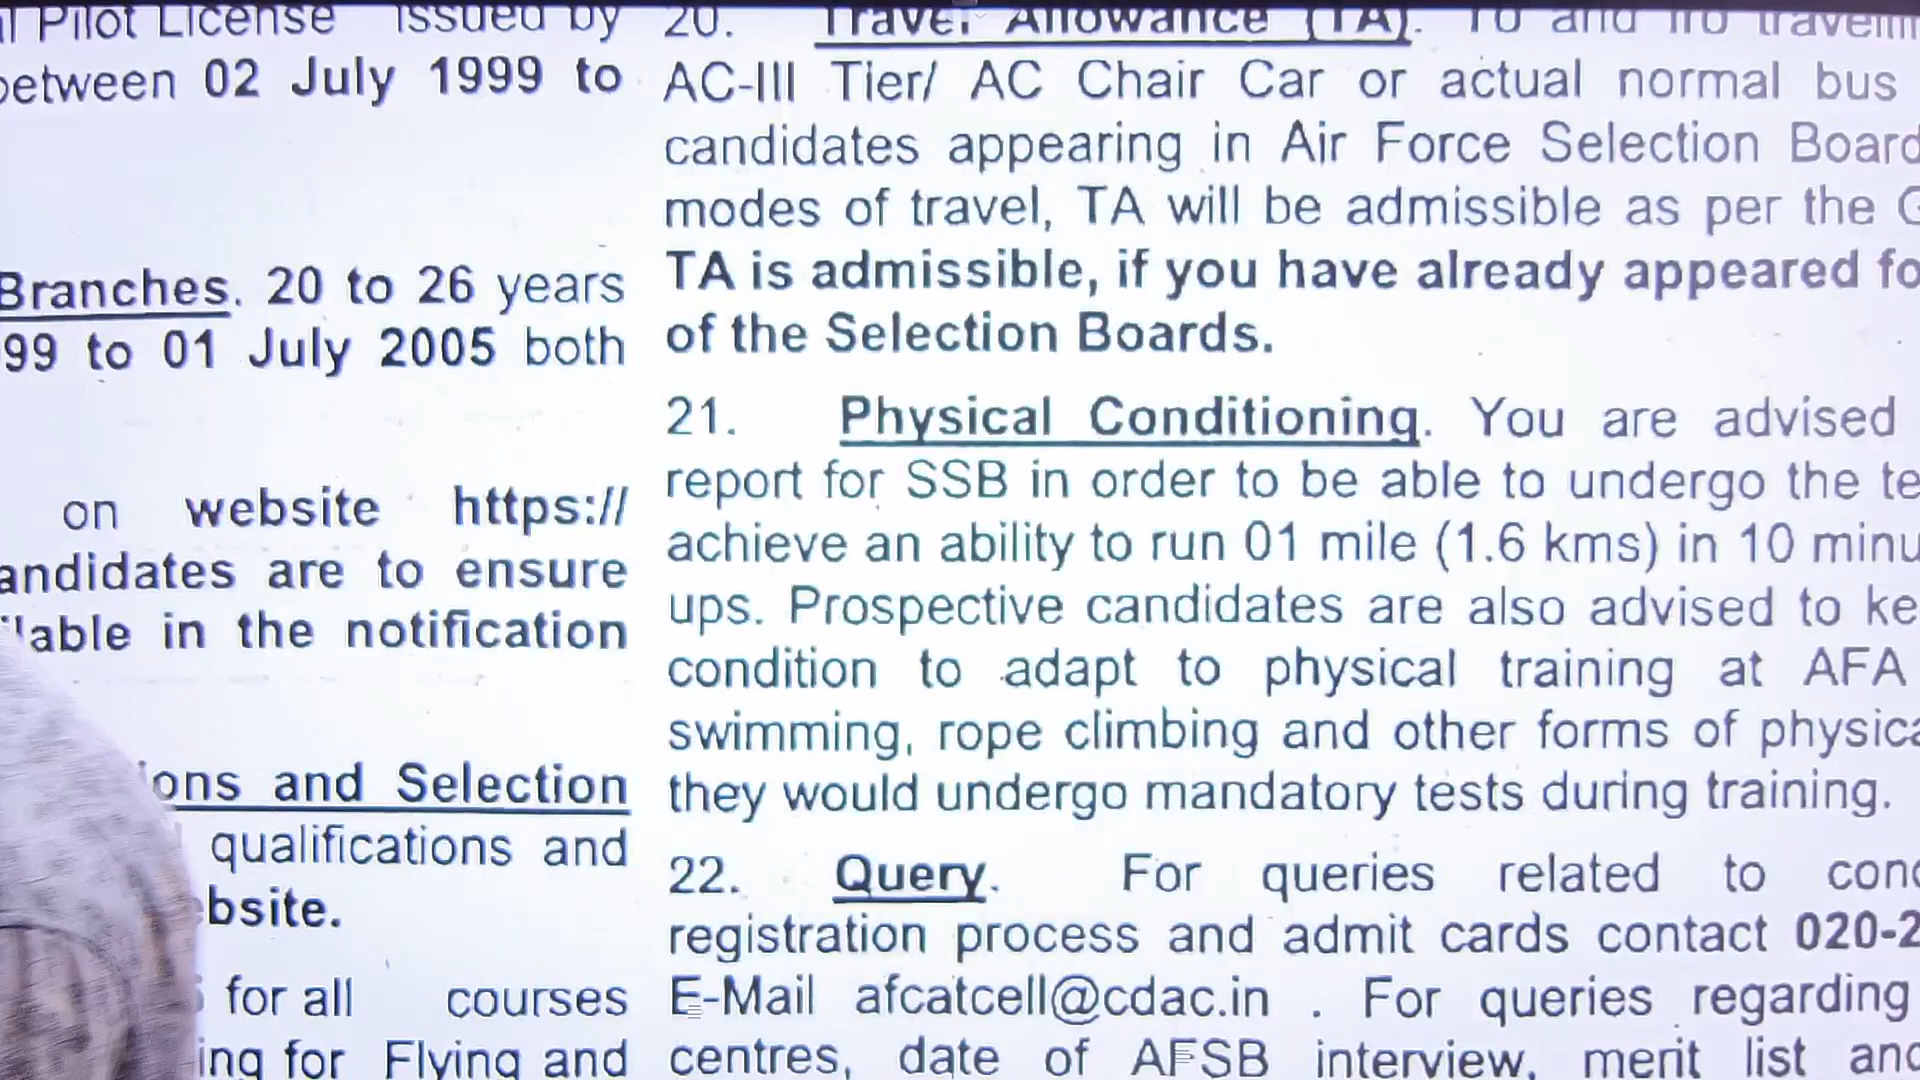 Pilot License issued by
between 02 July 1999 to
Branches. 20 to 26 years
99 to 01 July 2005 both
on website https://
andidates are to ensure
lable in the notification
ons and Selection
qualifications and
bsite.
for all courses
ing for Flying and
20. Travel Allowance (TA). To and fro
AC-III Tier/ AC Chair Car or actual normal bus
candidates appearing in Air Force Selection Board
modes of travel, TA will be admissible as per the
TA is admissible, if you have already appeared fo
of the Selection Boards.
21. Physical Conditioning. You are advised
report for SSB in order to be able to undergo the te
achieve an ability to run 01 mile (1.6 kms) in 10 minu
ups. Prospective candidates are also advised to ke
condition to adapt to physical training at AFA
swimming, rope climbing and other forms of physica
they would undergo mandatory tests during training.
22. Query. For queries related to conc
registration process and admit cards contact 020-2
E-Mail afcatcell@cdac.in . For queries regarding
centres, date of AFSB interview, merit list and